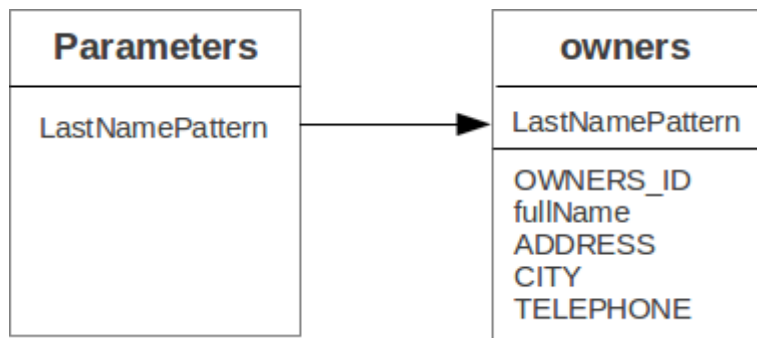 Parameters
LastNamePattern
owners
LastNamePattern
OWNERS_ID
fullName
ADDRESS
CITY
TELEPHONE